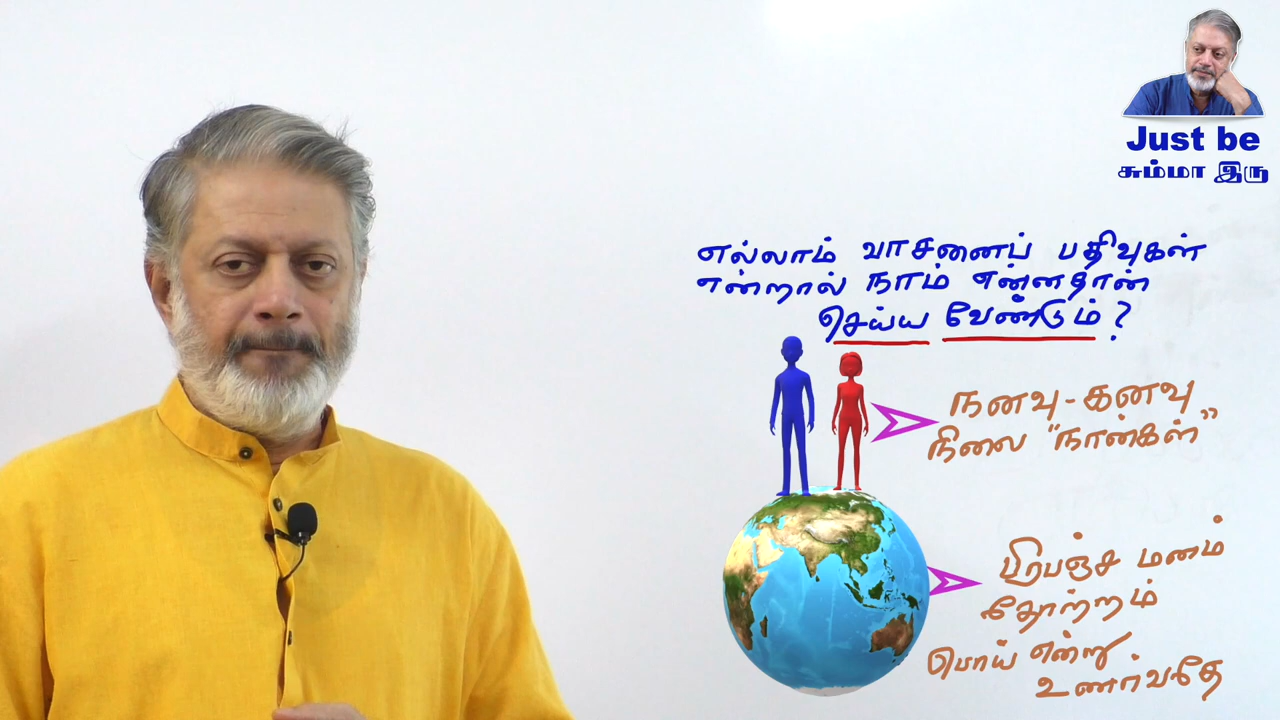 Just be
சும்மா இரு
எல்லாம் வாசனைப் பதிவுகள்
என்றால் நாம் என்னதான்
செய்ய வேண்டும்?
நனவு-கனவு
நிலை "நான்கள்"
பிரபஞ்ச மனம்
தோற்றம்
பொய் என்று
உணர்வதே